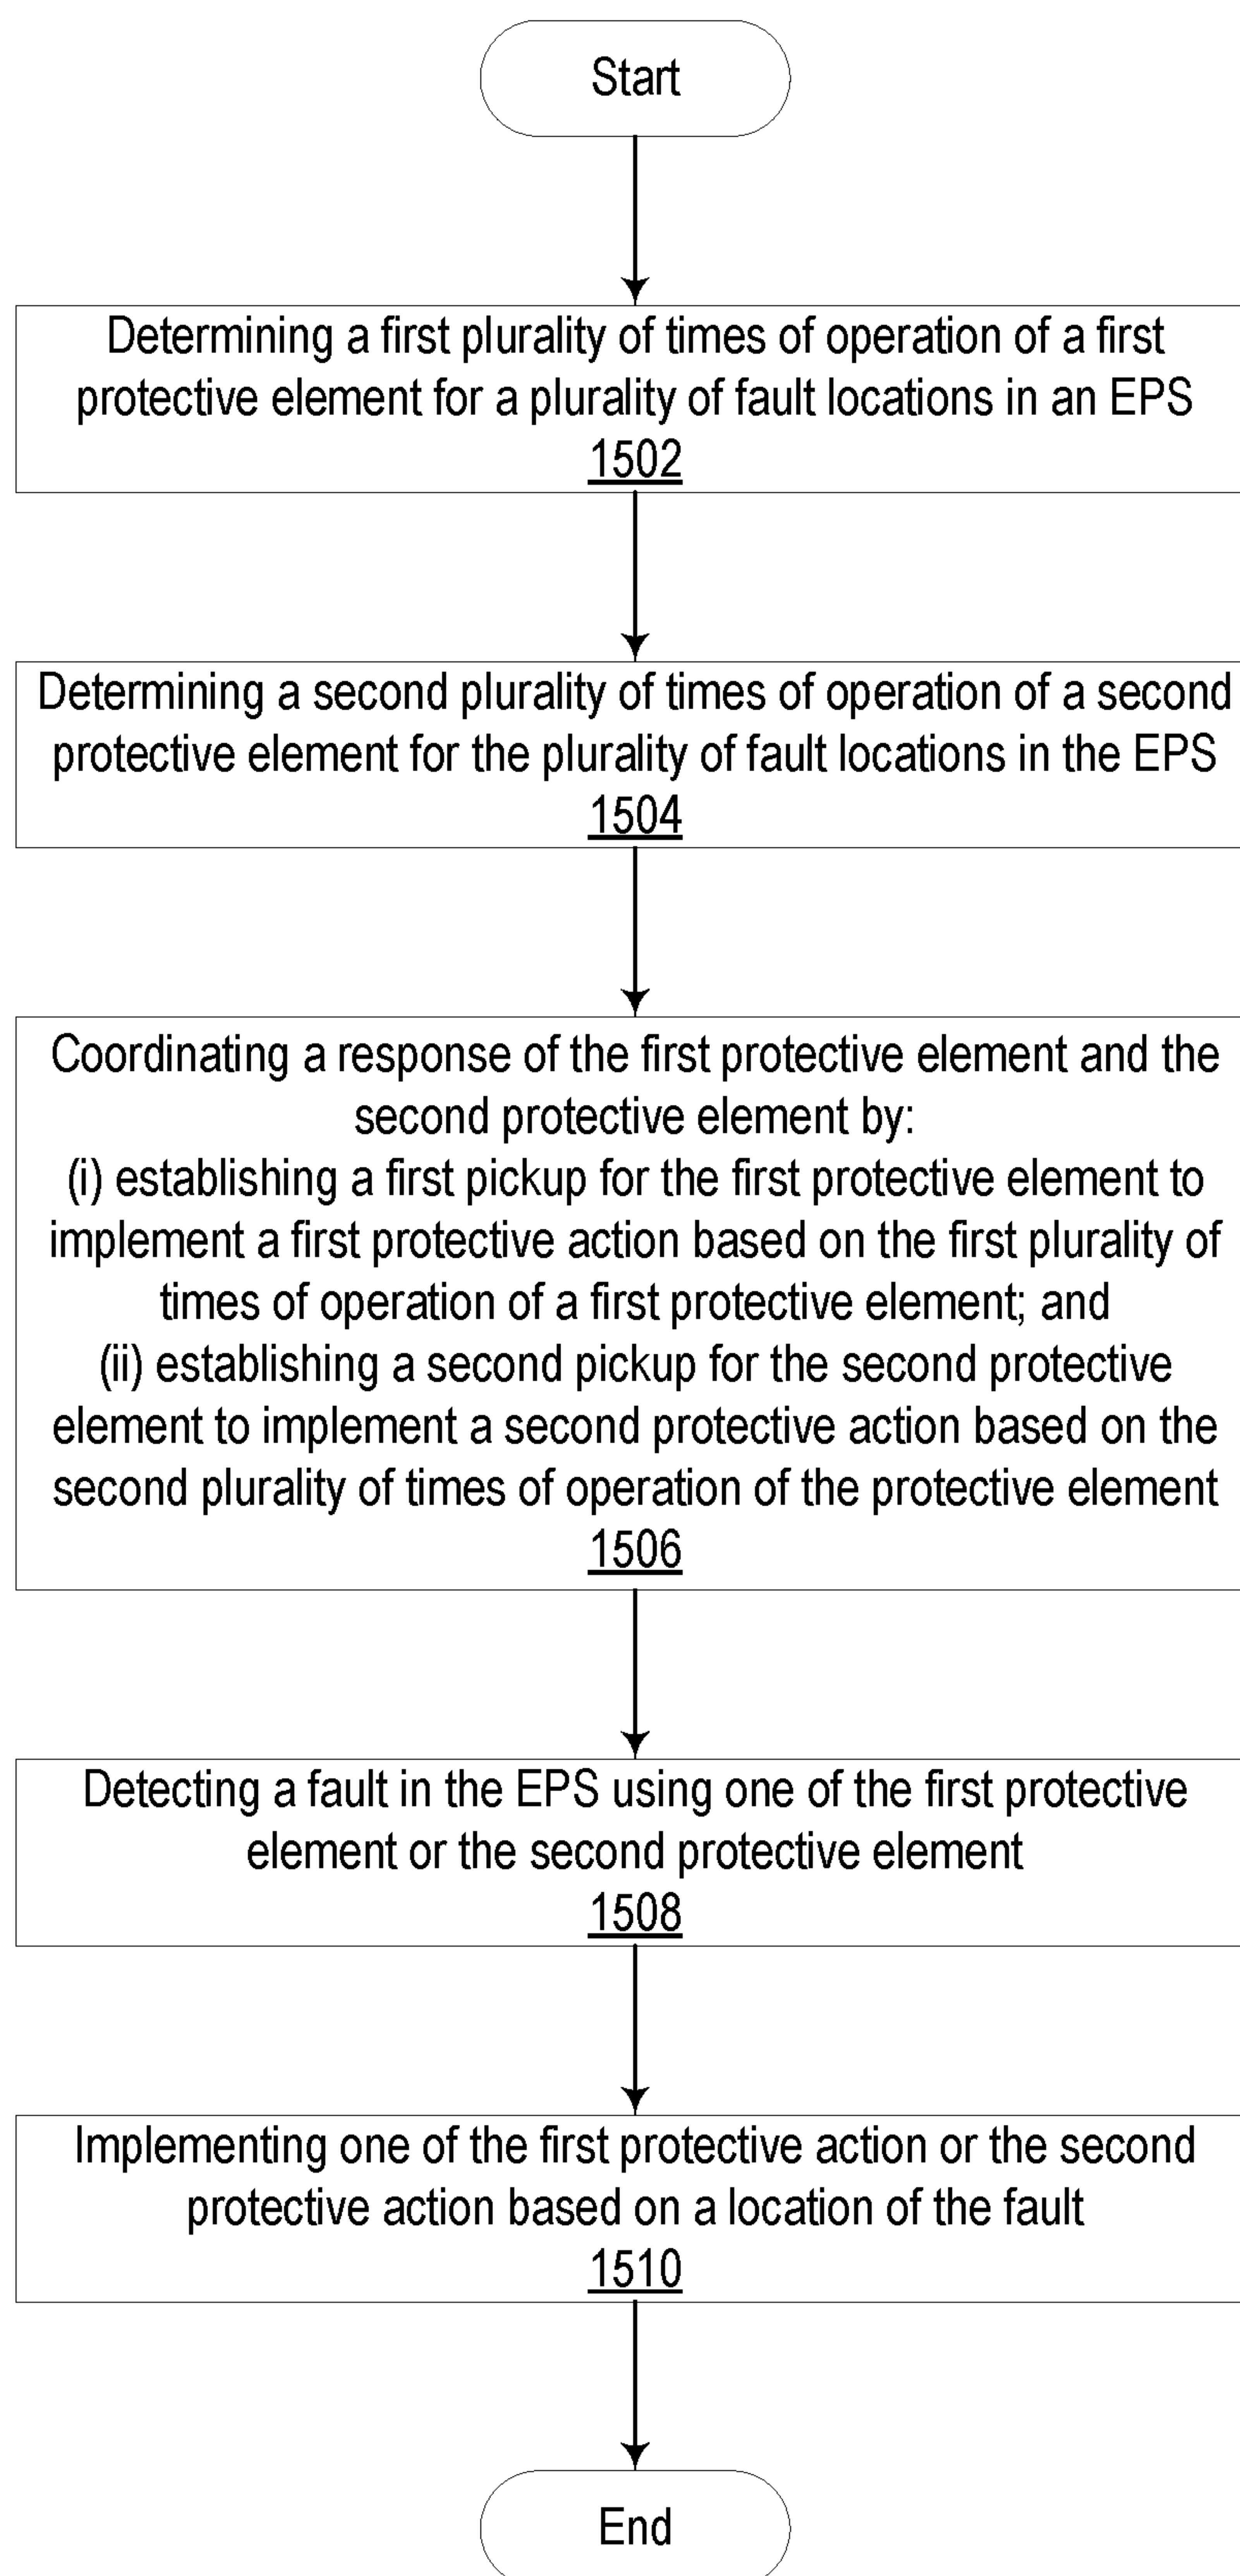 Start
Determining a first plurality of times of operation of a first
protective element for a plurality of fault locations in an EPS
1502
Determining a second plurality of times of operation of a second
protective element for the plurality of fault locations in the EPS
1504
Coordinating a response of the first protective element and the
second protective element by:
(i) establishing a first pickup for the first protective element to
implement a first protective action based on the first plurality of
times of operation of a first protective element; and
(ii) establishing a second pickup for the second protective
element to implement a second protective action based on the
second plurality of times of operation of the protective element
1506
Detecting a fault in the EPS using one of the first protective
element or the second protective element
1508
Implementing one of the first protective action or the second
protective action based on a location of the fault
1510
End